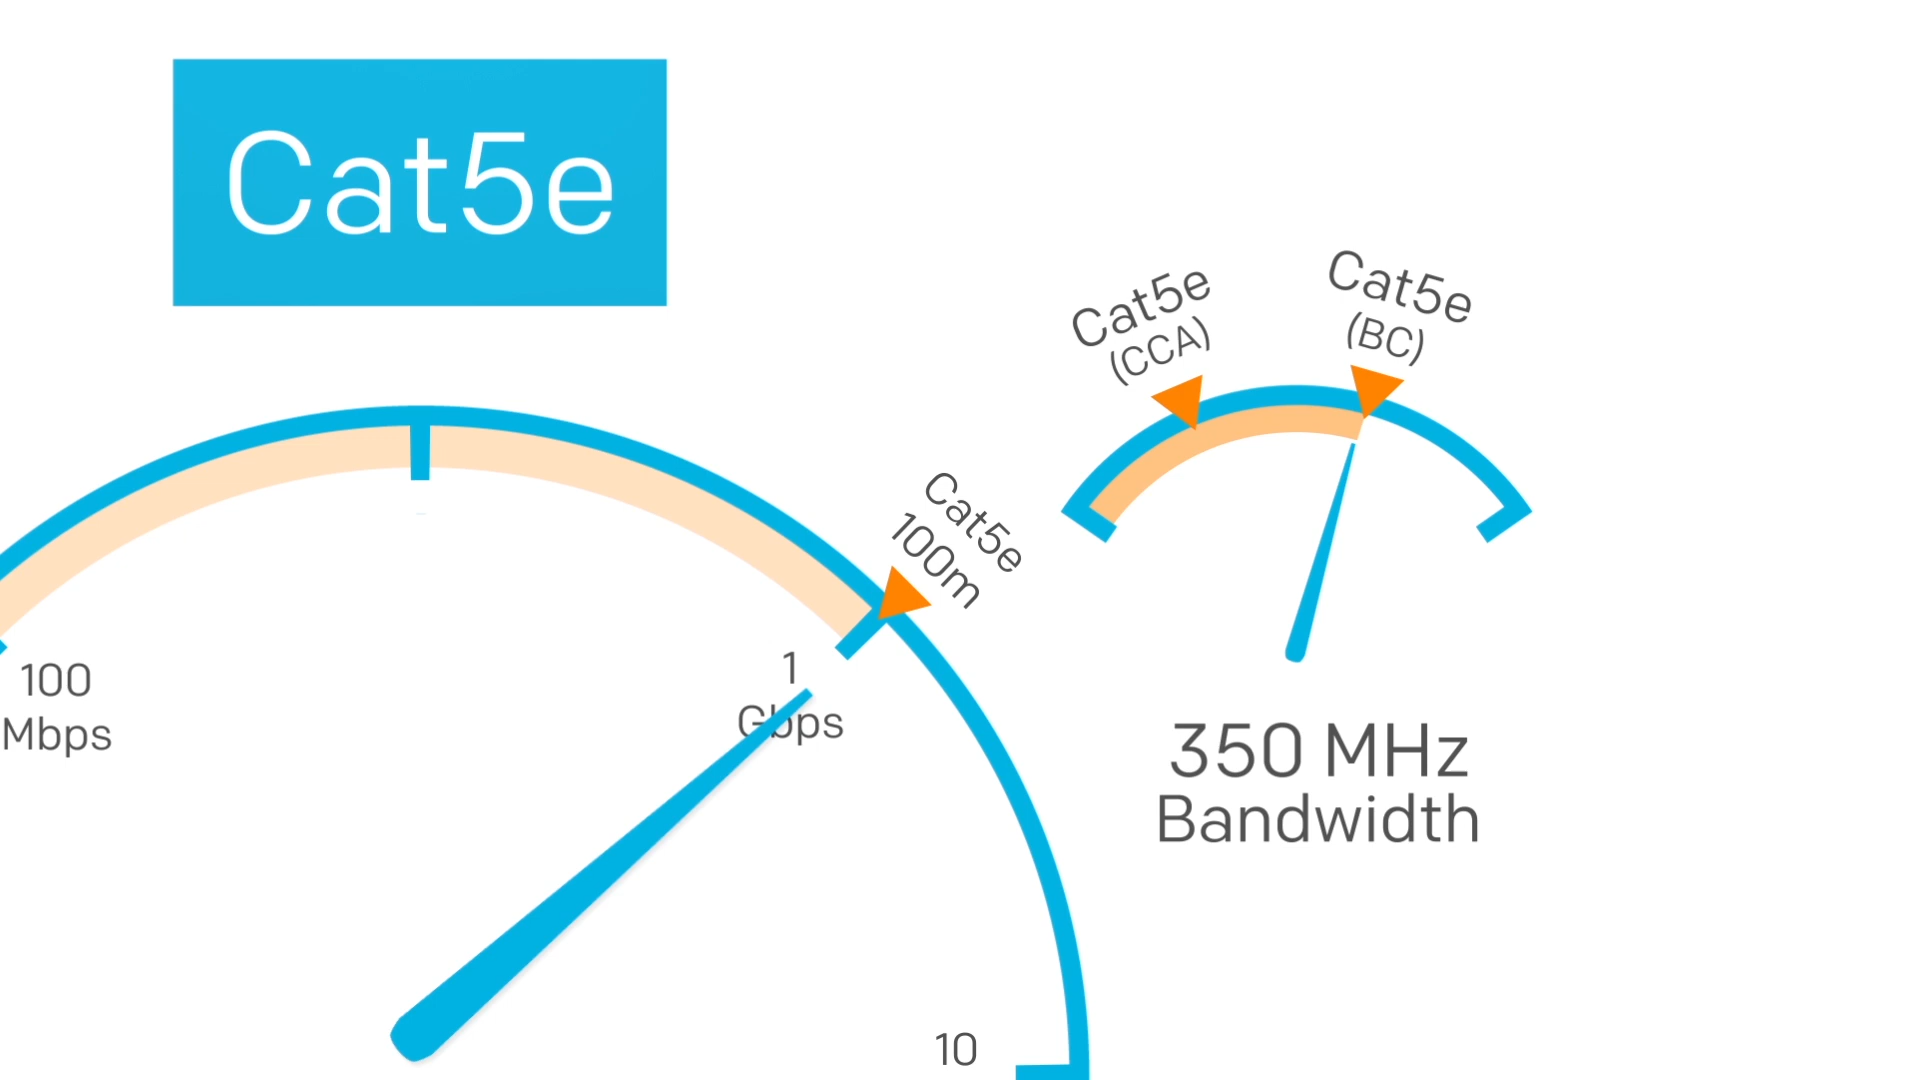 Cat5e
Cat5e
(CCA)
Cat5e
(BC)
Cat5e
100m
100
Mbps
1
Gbps
350 MHz
Bandwidth
10